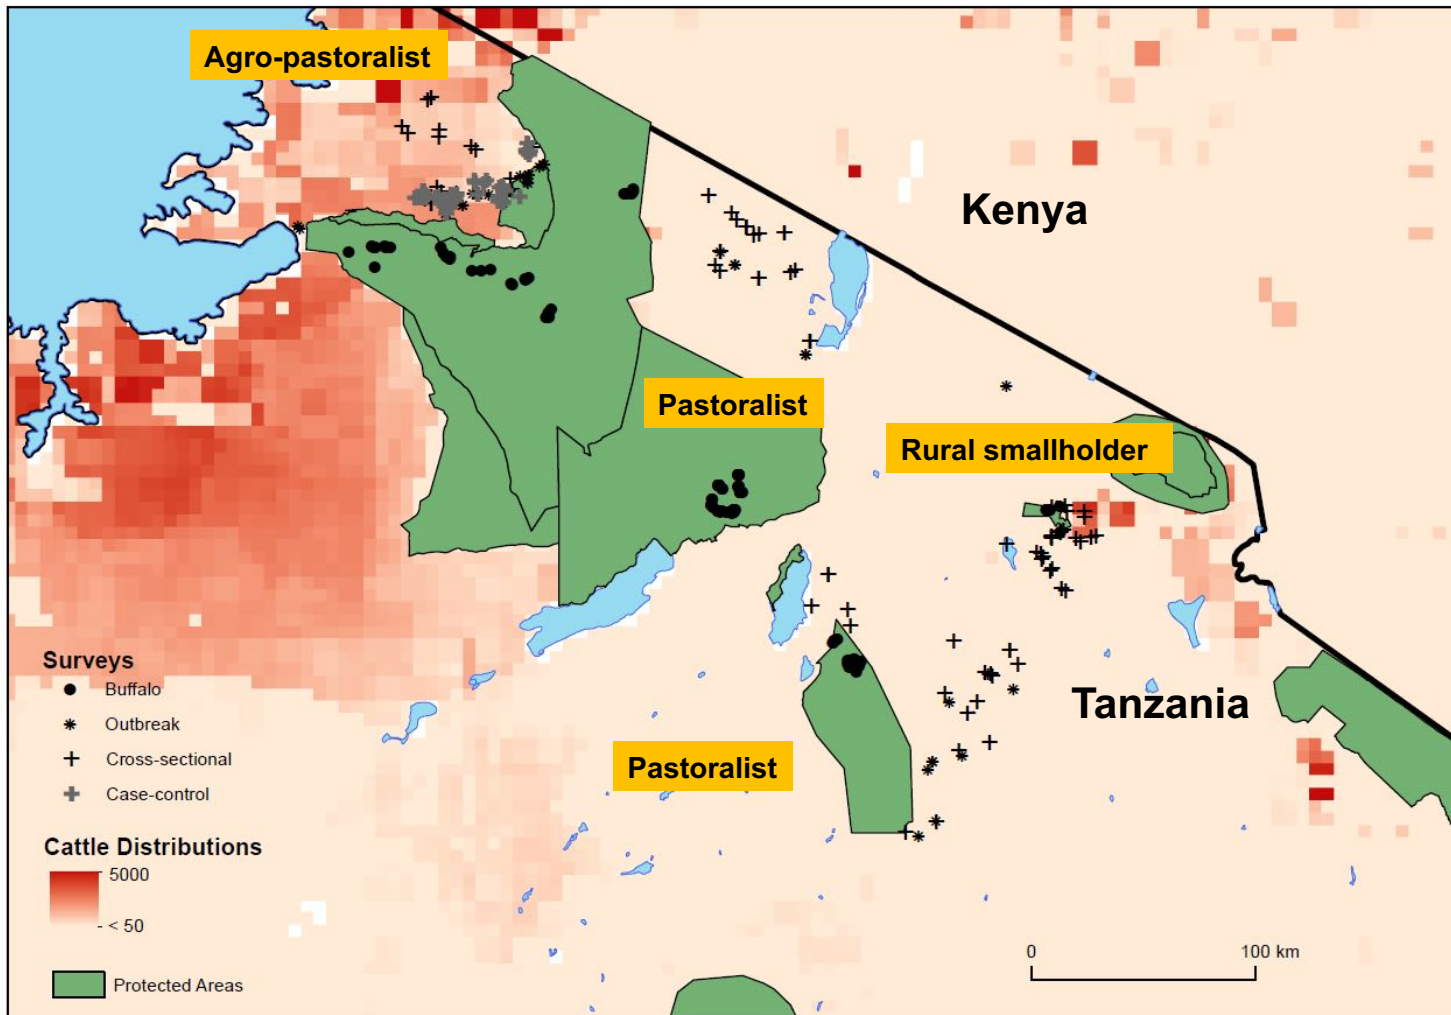 Agro-pastoralist
Kenya
Pastoralist
Rural smallholder
Tanzania
Pastoralist
Surveys
Buffalo
Outbreak
Cross-sectional
Case-control
Cattle Distributions
5000
- < 50
Protected Areas
0 100 km